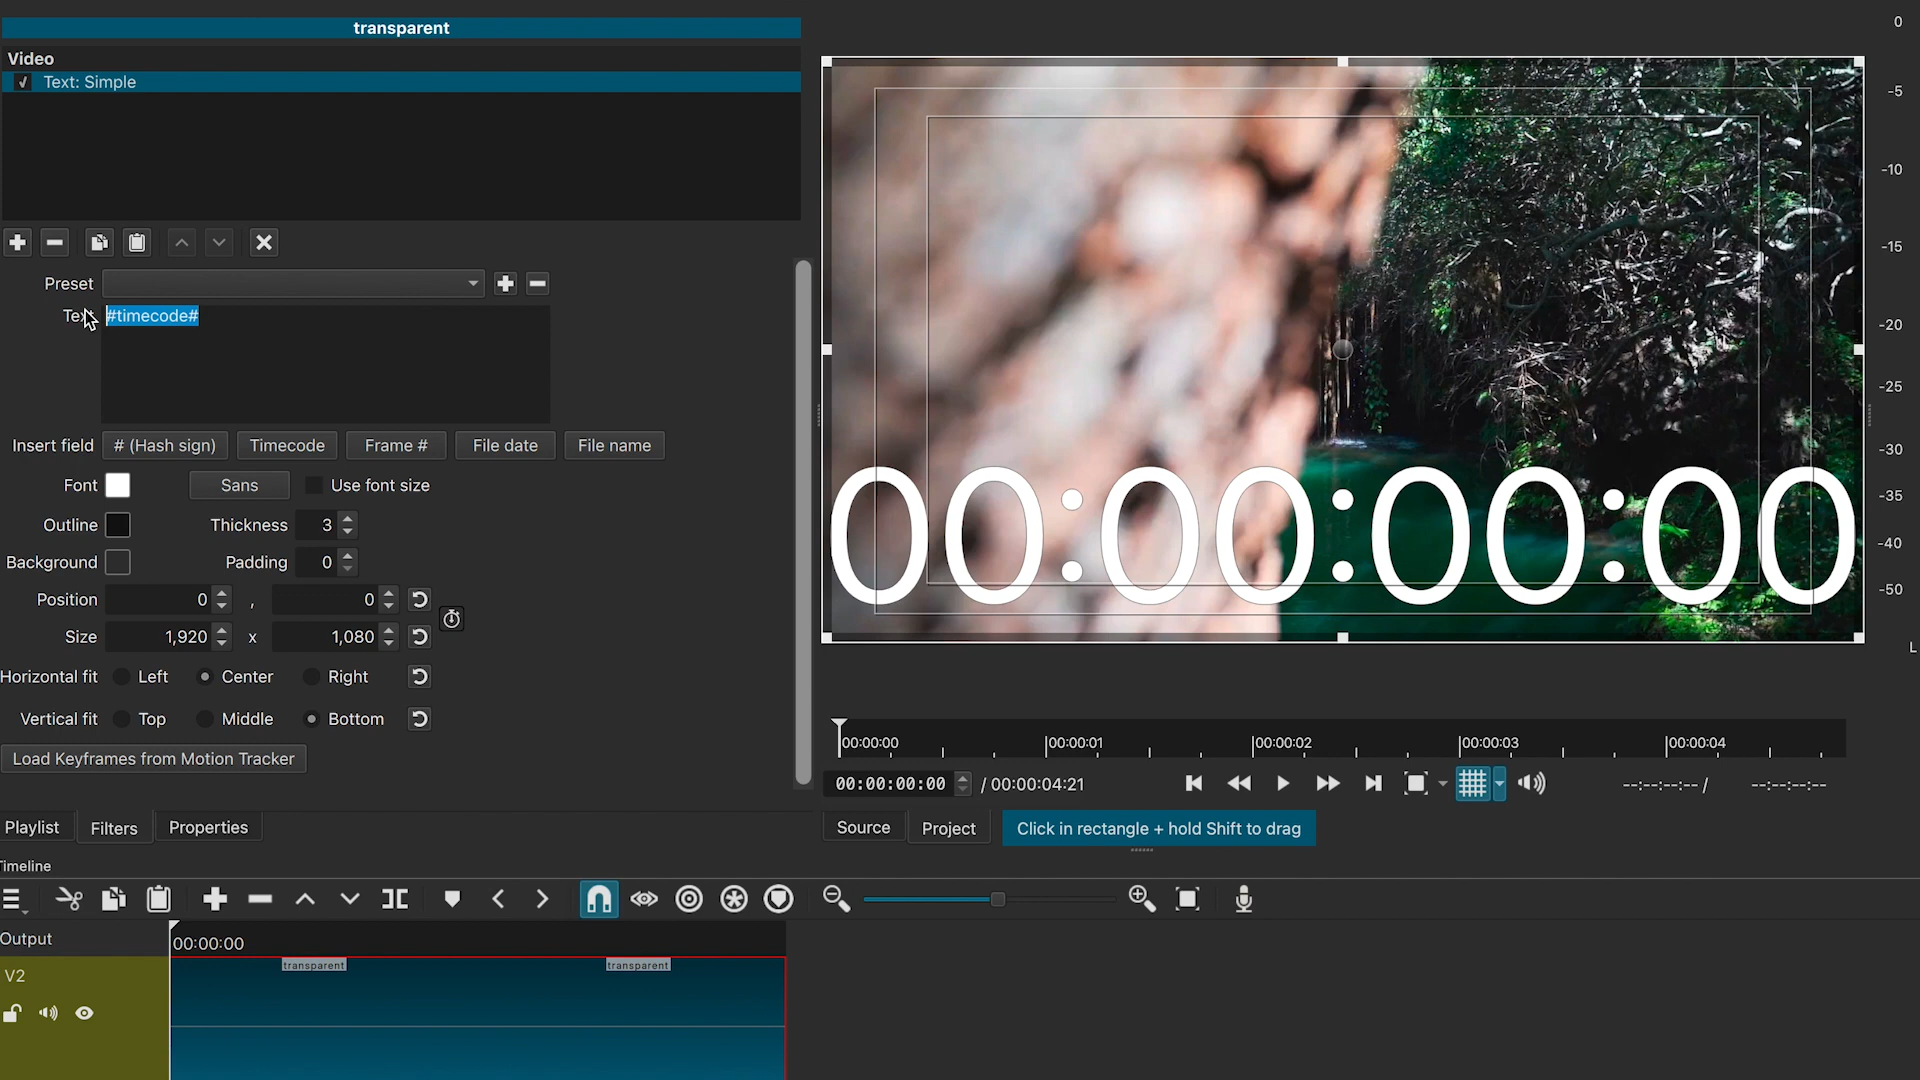 transparent
Video
Text: Simple
Preset
Text #timecode#
Insert field # (Hash sign) Timecode Frame # File date File name
Font Sans Use font size
Outline Thickness 3
Background Padding 0
Position 0 , 0
Size 1,920 x 1,080
Horizontal fit Left Center Right
Vertical fit Top Middle Bottom
Load Keyframes from Motion Tracker
Playlist Filters Properties
00:00:00:00
0
-5
-10
-15
-20
-25
-30
-35
-40
-50
L
00:00:00 00:00:01 00:00:02 00:00:03 00:00:04
00:00:00:00 / 00:00:04:21 --:--:--:-- / --:--:--:--
Source Project Click in rectangle + hold Shift to drag
Timeline
Output 00:00:00
V2 transparent transparent